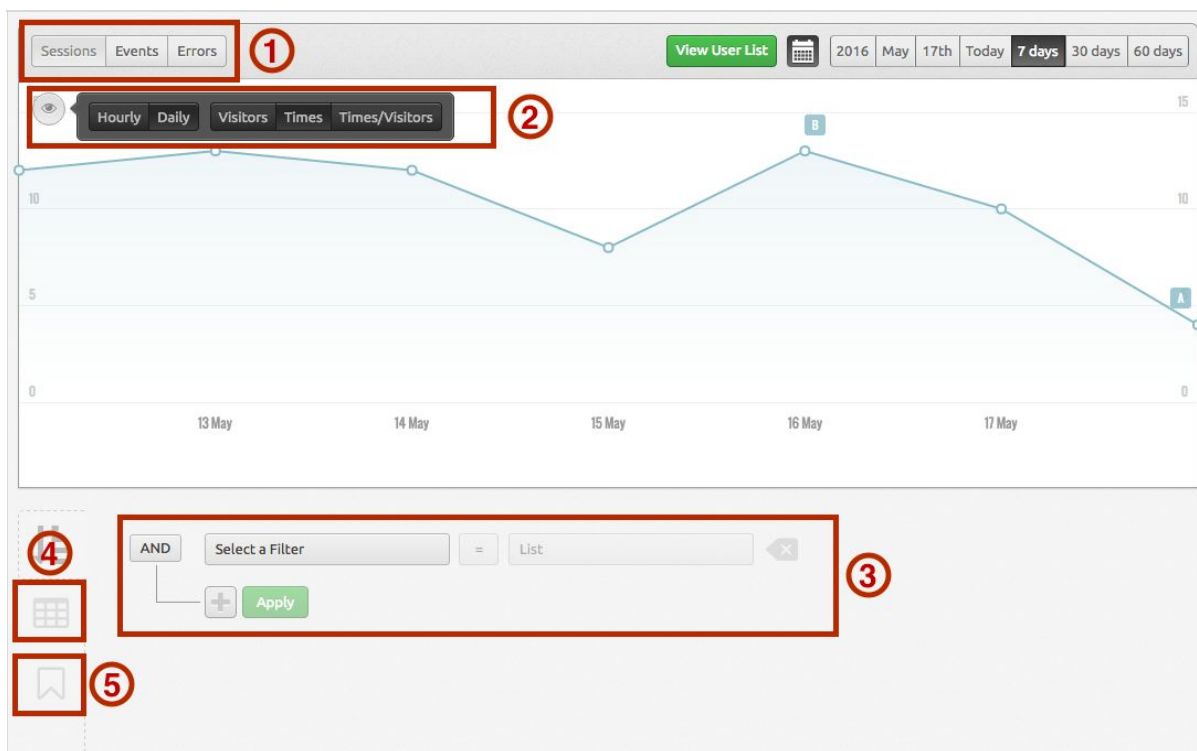 Sessions Events Errors
1
View User List
2016 May 17th Today 7 days 30 days 60 days
Hourly Daily Visitors Times Times/Visitors
2
15
B
10
10
A
5
0
0
13 May
14 May
15 May
16 May
17 May
4
AND Select a Filter = List
3
+ Apply
5